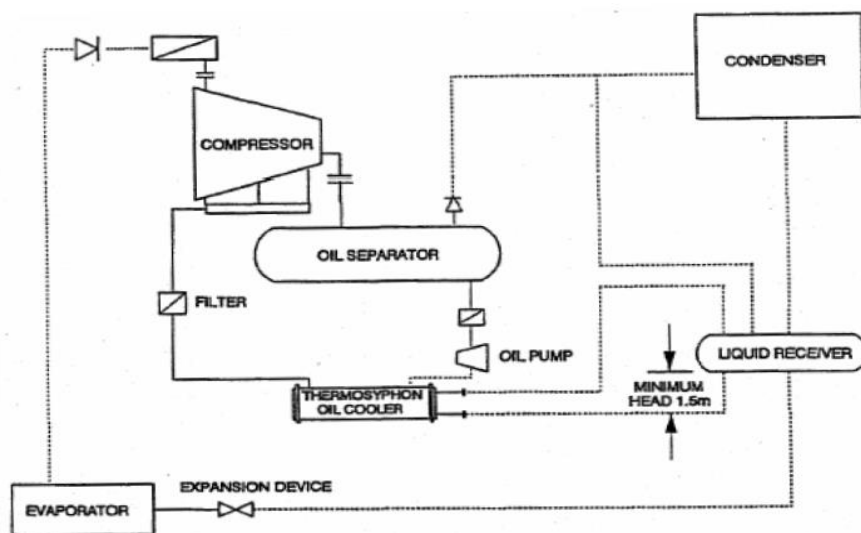 CONDENSER
COMPRESSOR
OIL SEPARATOR
FILTER
OIL PUMP
LIQUID RECEIVER
THERMOSYPHON
OIL COOLER
MINIMUM
HEAD 1.5m
EXPANSION DEVICE
EVAPORATOR